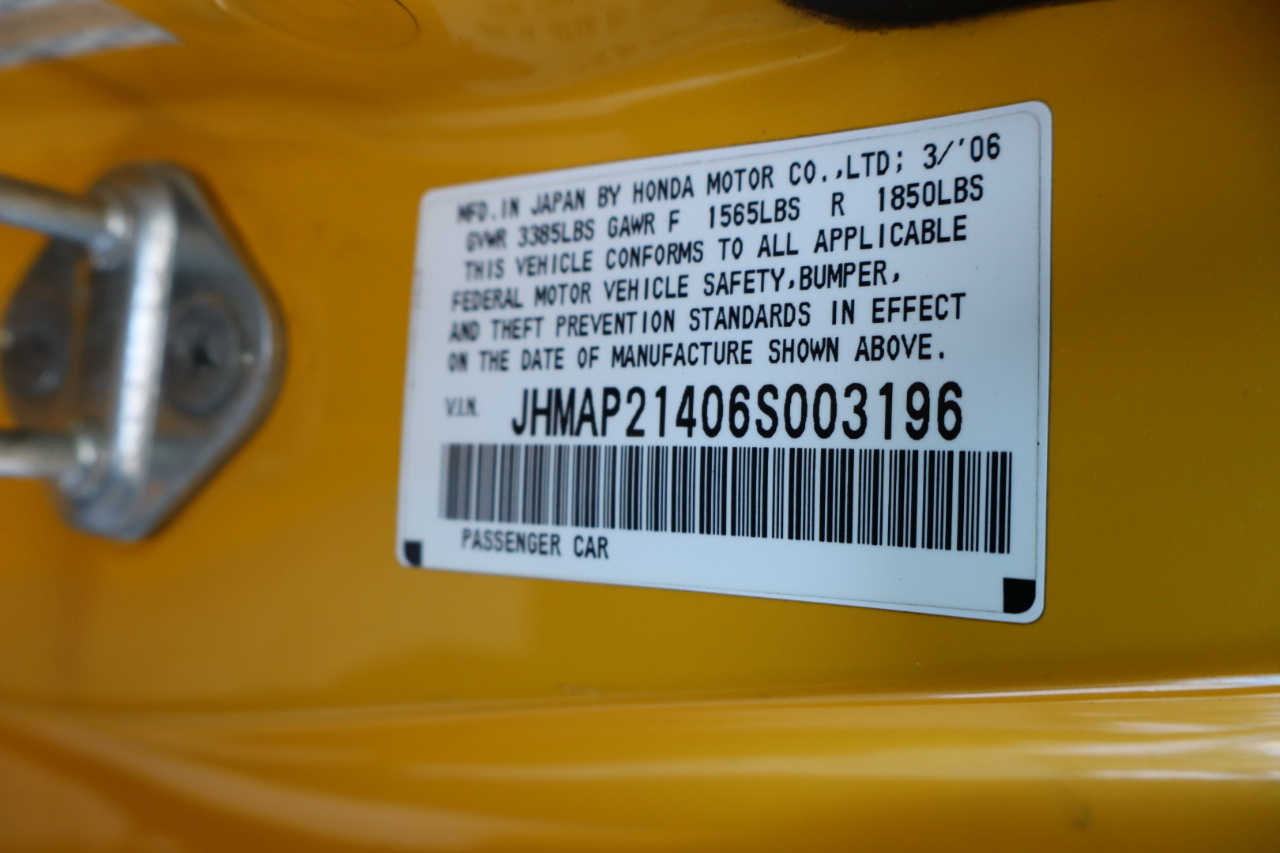 MFD. IN JAPAN BY HONDA MOTOR CO.,LTD; 3/'06
GVWR 3385LBS GAWR F 1565LBS R 1850LBS
THIS VEHICLE CONFORMS TO ALL APPLICABLE
FEDERAL MOTOR VEHICLE SAFETY,BUMPER,
AND THEFT PREVENTION STANDARDS IN EFFECT
ON THE DATE OF MANUFACTURE SHOWN ABOVE.
V.I.N. JHMAP21406S003196
PASSENGER CAR